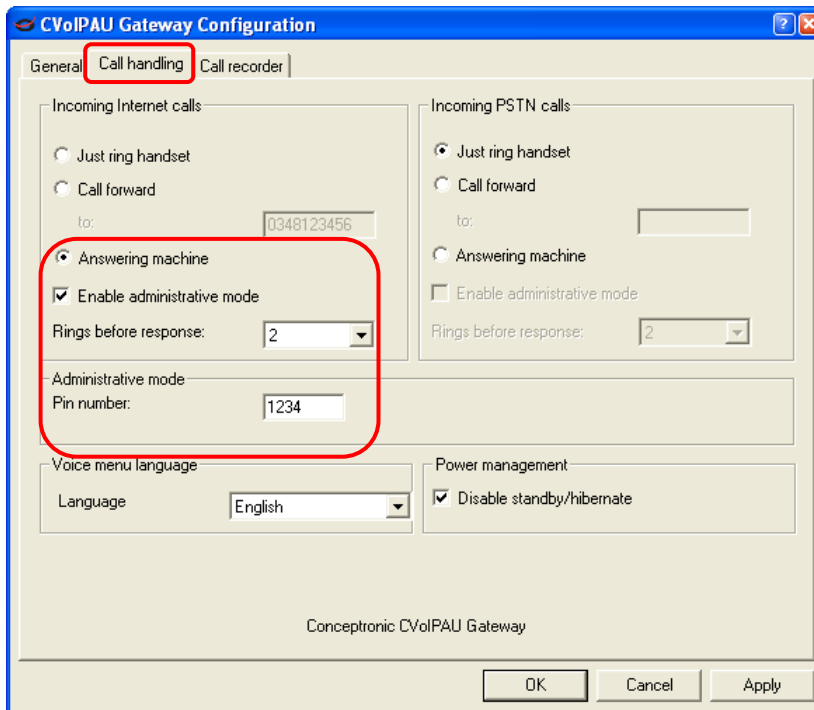 CVoIPAU Gateway Configuration
General
Call handling
Call recorder
Incoming Internet calls
Just ring handset
Call forward
to:
0348123456
Answering machine
Enable administrative mode
Rings before response:
2
Incoming PSTN calls
Just ring handset
Call forward
to:
Answering machine
Enable administrative mode
Rings before response:
2
Administrative mode
Pin number:
1234
Voice menu language
Language
English
Power management
Disable standby/hibernate
Conceptronic CVoIPAU Gateway
OK
Cancel
Apply